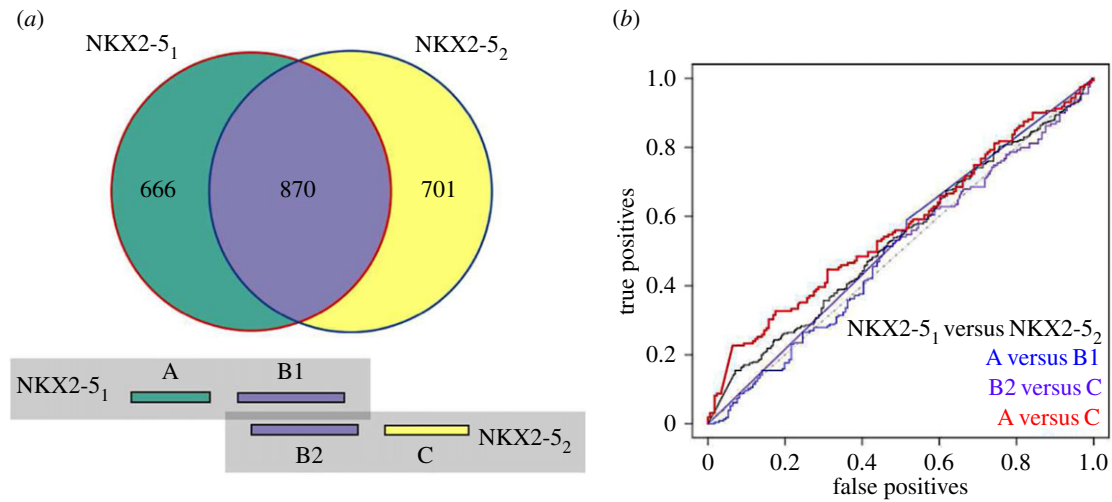 (a)
NKX2-5₁
NKX2-5₂
666
870
701
A
B1
NKX2-5₁
B2
C
NKX2-5₂
(b)
1.0
0.8
0.6
0.4
0.2
0
true positives
NKX2-5₁ versus NKX2-5₂
A versus B1
B2 versus C
A versus C
0
0.2
0.4
0.6
0.8
1.0
false positives